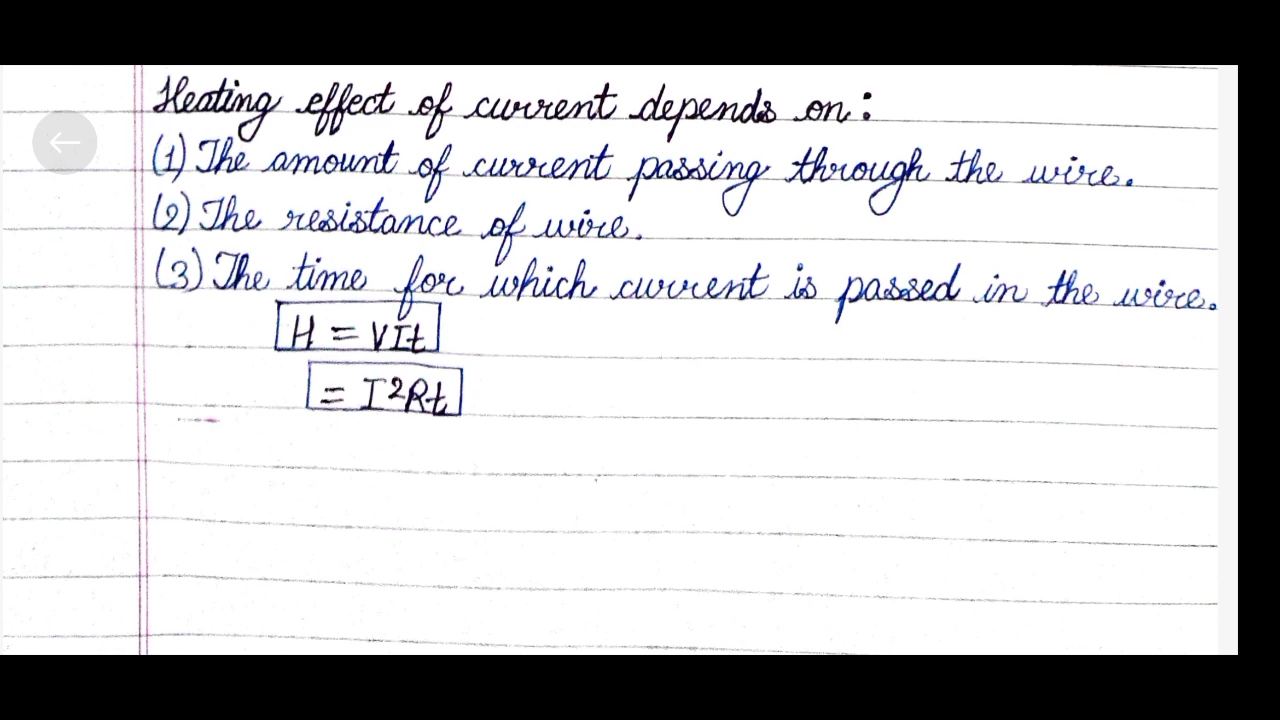 Heating effect of current depends on:
(1) The amount of current passing through the wire.
(2) The resistance of wire.
(3) The time for which current is passed in the wire.
H = VIt
= I²Rt